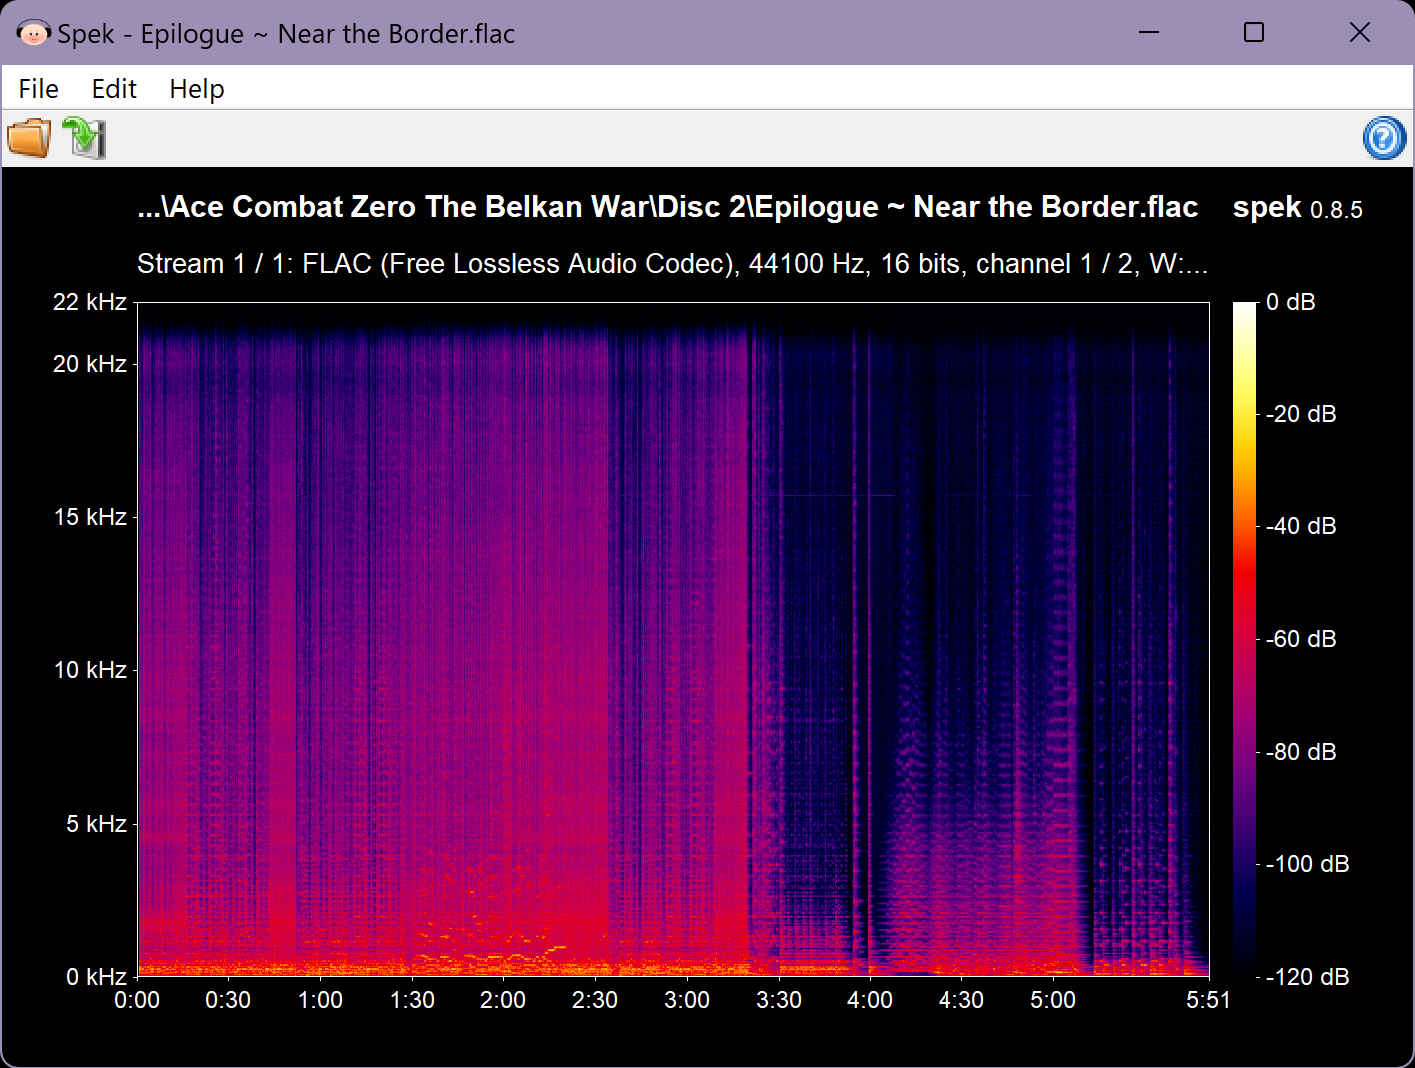 Spek - Epilogue ~ Near the Border.flac
File Edit Help
...\Ace Combat Zero The Belkan War\Disc 2\Epilogue ~ Near the Border.flac spek 0.8.5
Stream 1 / 1: FLAC (Free Lossless Audio Codec), 44100 Hz, 16 bits, channel 1 / 2, W:...
22 kHz
20 kHz
15 kHz
10 kHz
5 kHz
0 kHz
0:00 0:30 1:00 1:30 2:00 2:30 3:00 3:30 4:00 4:30 5:00 5:51
0 dB
-20 dB
-40 dB
-60 dB
-80 dB
-100 dB
-120 dB